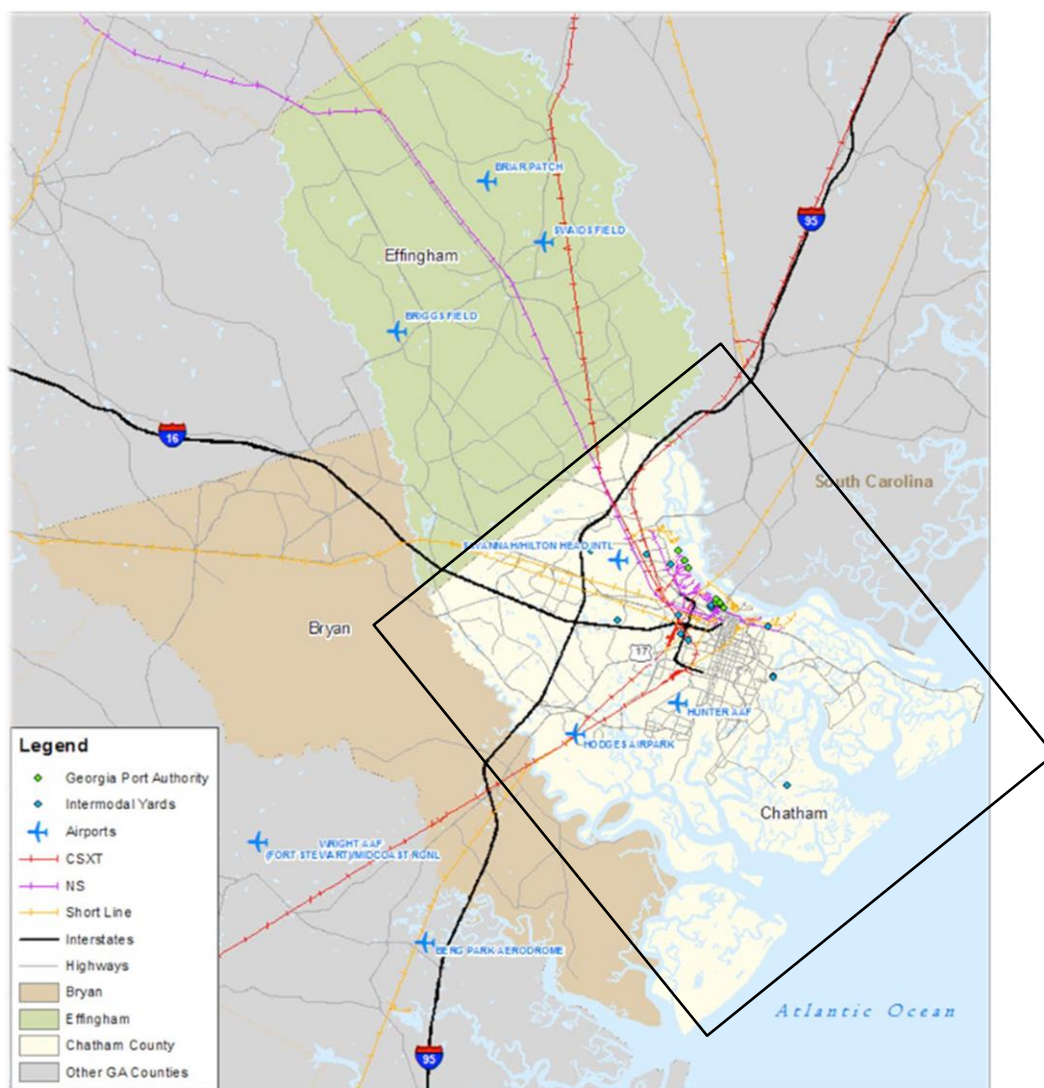 BRIAR PATCH
95
SWAIDS FIELD
Effingham
BRIGGS FIELD
16
South Carolina
SAVANNAH/HILTON HEAD INTL
Bryan
17
HUNTER AAF
HODGES AIRPARK
Chatham
WRIGHT AAF
(FORT STEWART)/MIDCOAST RGNL
BERG PARK AERODROME
Atlantic Ocean
95
Legend
Georgia Port Authority
Intermodal Yards
Airports
CSXT
NS
Short Line
Interstates
Highways
Bryan
Effingham
Chatham County
Other GA Counties